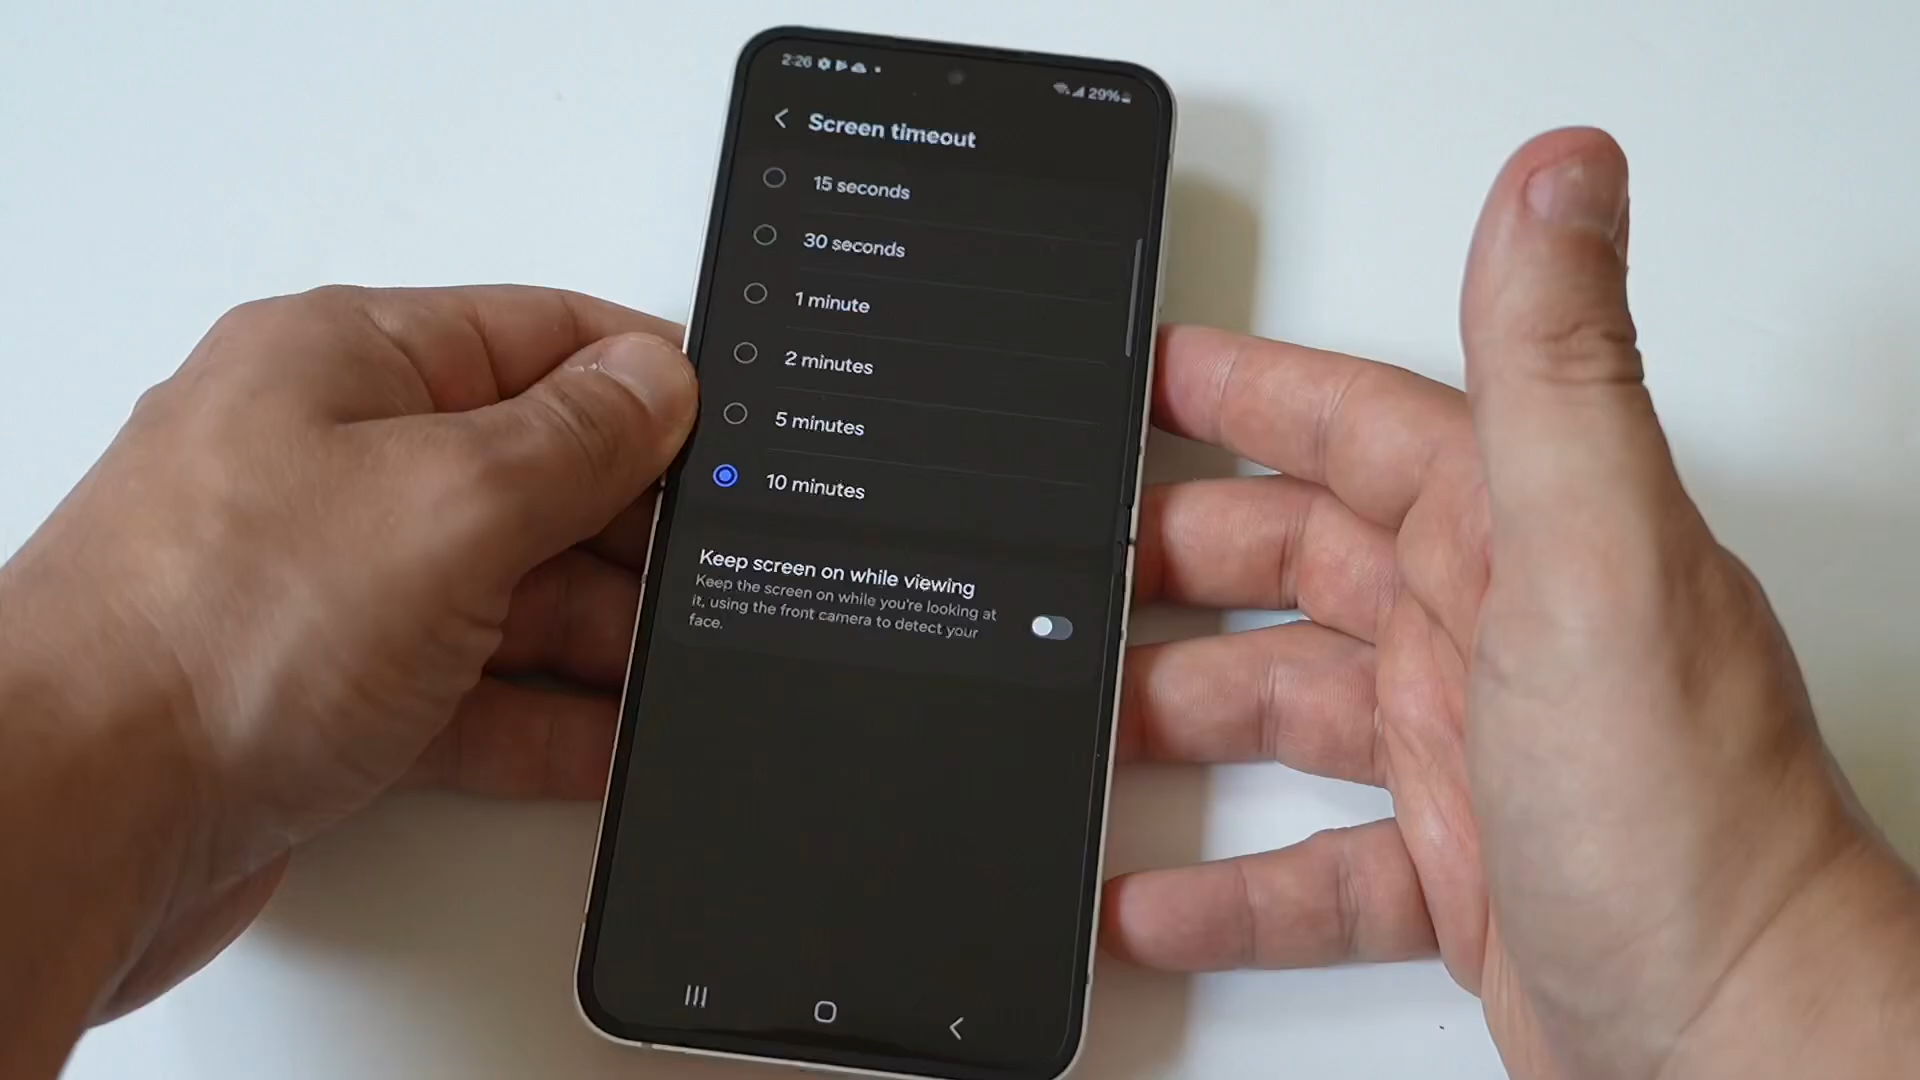 2:26
29%
Screen timeout
15 seconds
30 seconds
1 minute
2 minutes
5 minutes
10 minutes
Keep screen on while viewing
Keep the screen on while you're looking at
it, using the front camera to detect your
face.